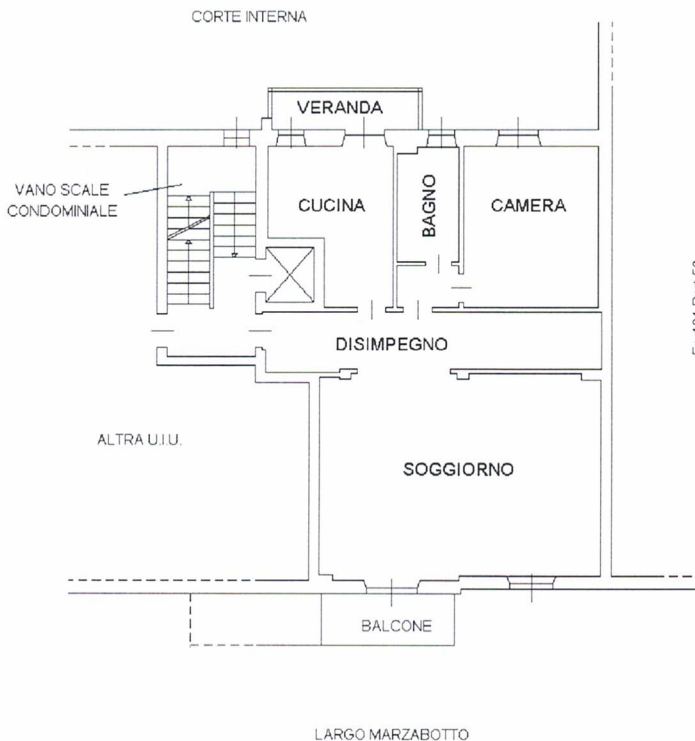 CORTE INTERNA
VERANDA
VANO SCALE
CONDOMINIALE
CUCINA
BAGNO
CAMERA
DISIMPEGNO
ALTRA U.I.U.
SOGGIORNO
BALCONE
LARGO MARZABOTTO